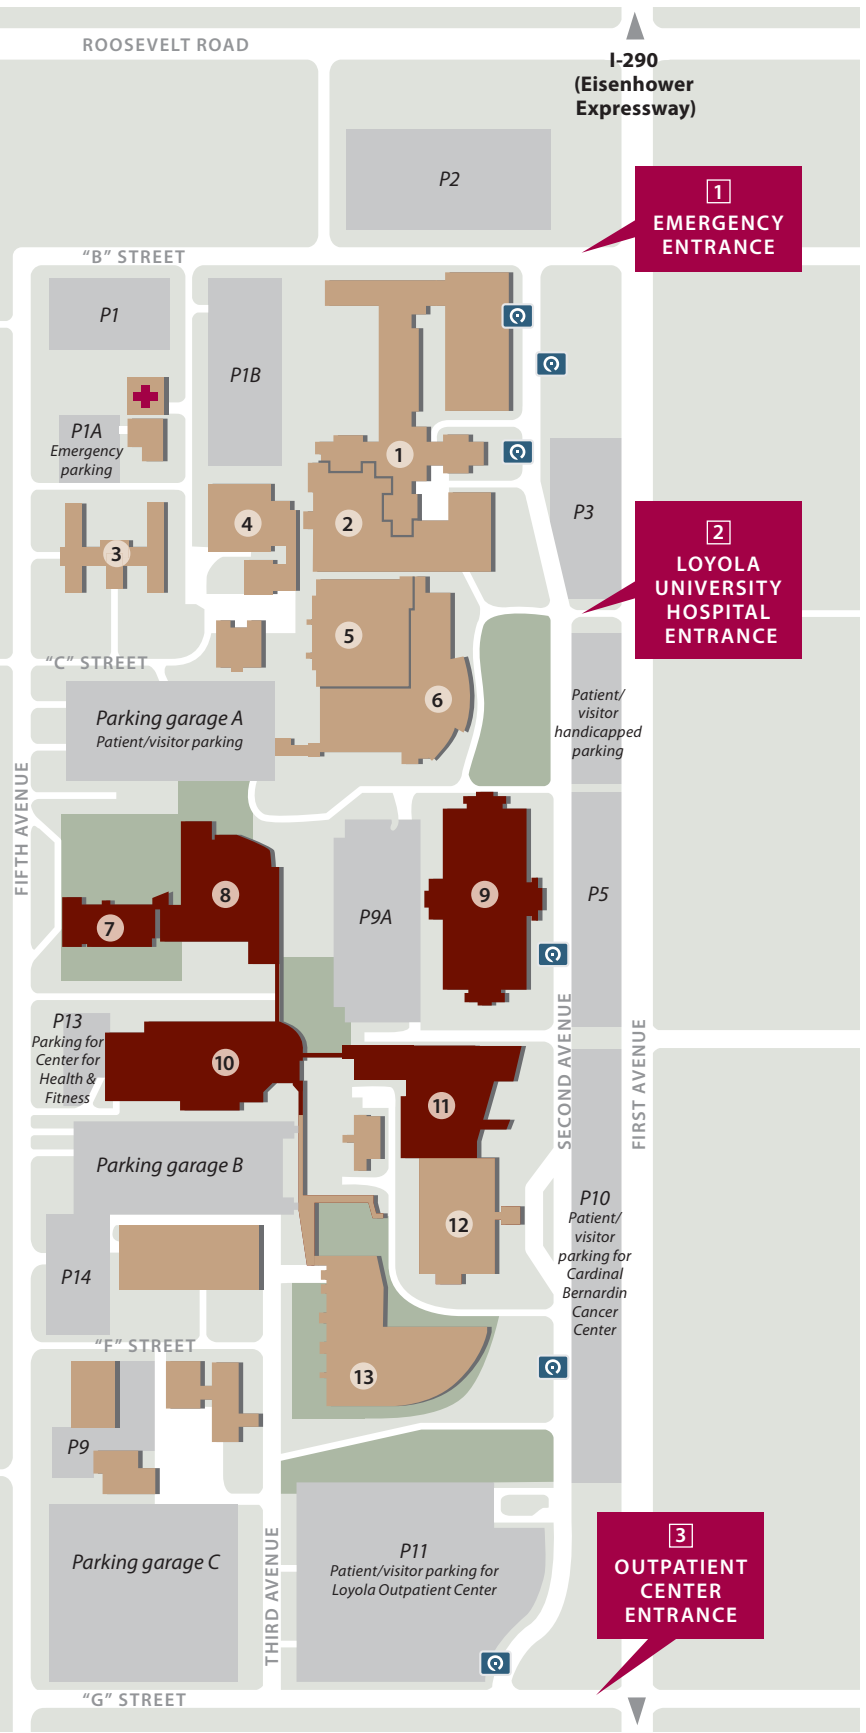 ROOSEVELT ROAD
I-290
(Eisenhower
Expressway)
P2
1
EMERGENCY
ENTRANCE
“B” STREET
P1
P1B
P1A
Emergency
parking
1
P3
4
2
3
2
LOYOLA
UNIVERSITY
HOSPITAL
ENTRANCE
5
“C” STREET
6
Parking garage A
Patient/visitor parking
Patient/
visitor
handicapped
parking
FIFTH AVENUE
8
9
P5
7
P9A
P13
Parking for
Center for
Health &
Fitness
10
SECOND AVENUE
FIRST AVENUE
11
Parking garage B
12
P10
Patient/
visitor
parking for
Cardinal
Bernardin
Cancer
Center
P14
“F” STREET
13
P9
Parking garage C
THIRD AVENUE
P11
Patient/visitor parking for
Loyola Outpatient Center
3
OUTPATIENT
CENTER
ENTRANCE
“G” STREET